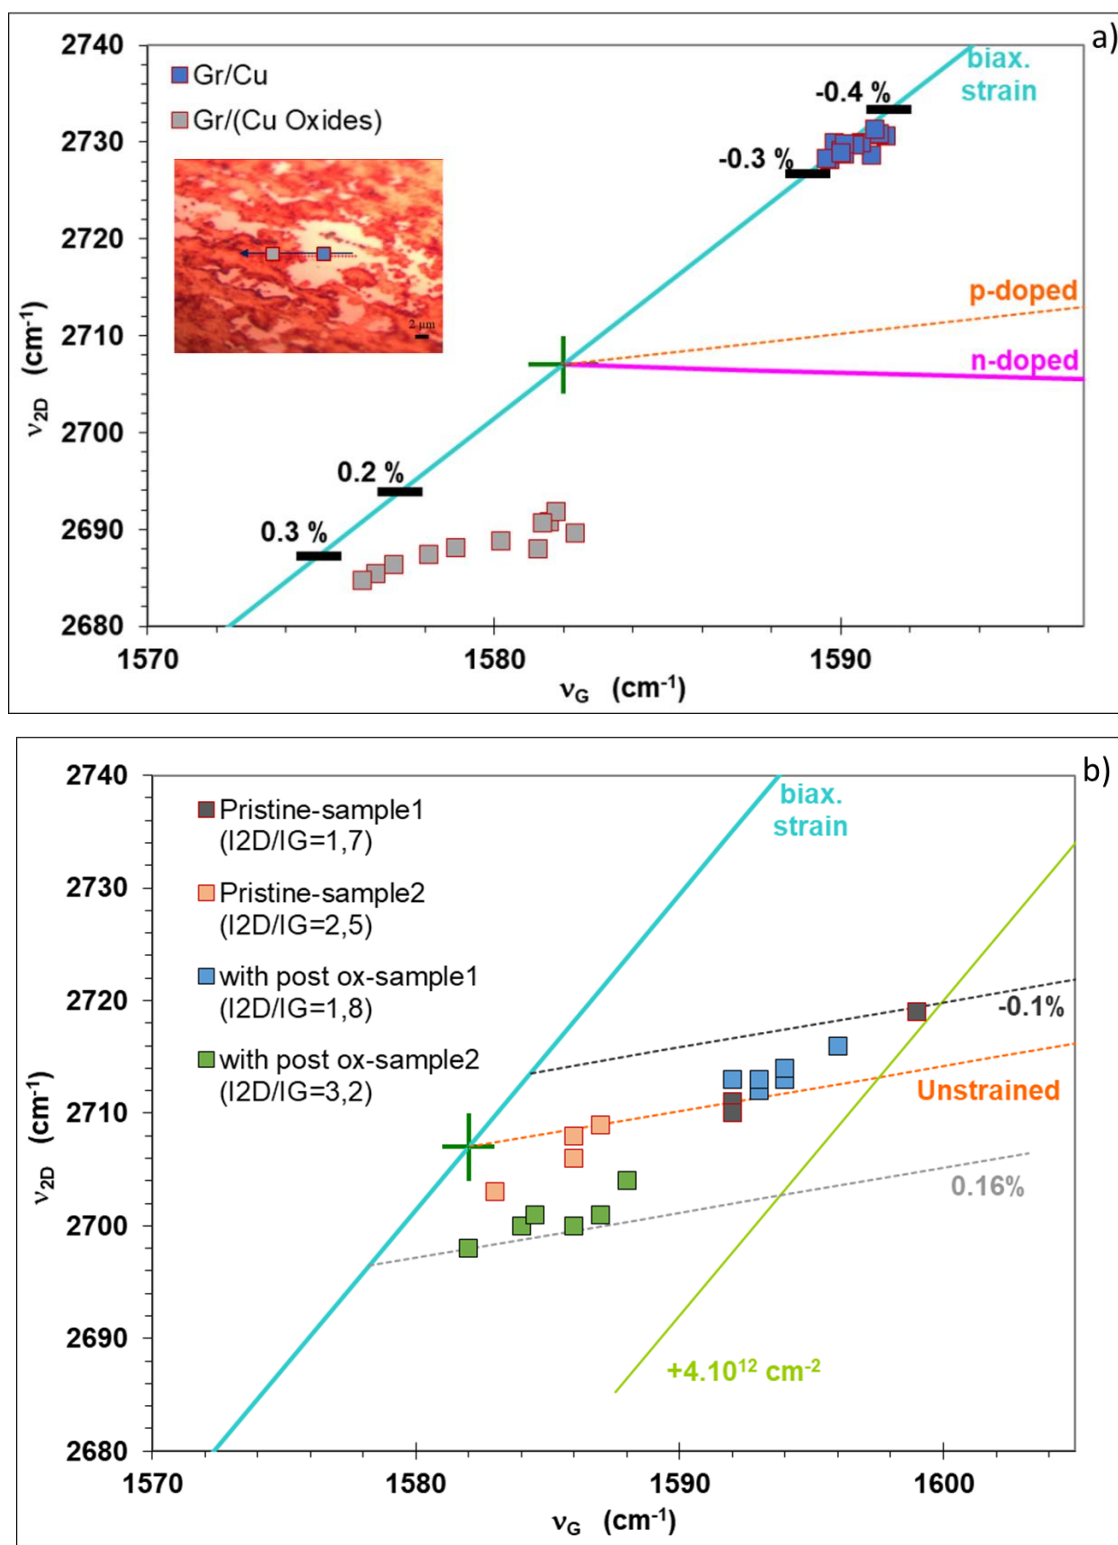 a)
2740
2730
2720
2710
2700
2690
2680
ν2D (cm-1)
Gr/Cu
Gr/(Cu Oxides)
2 µm
biax.
strain
-0.4 %
-0.3 %
p-doped
n-doped
0.2 %
0.3 %
1570
1580
1590
νG (cm-1)
b)
2740
2730
2720
2710
2700
2690
2680
ν2D (cm-1)
Pristine-sample1
(I2D/IG=1,7)
Pristine-sample2
(I2D/IG=2,5)
with post ox-sample1
(I2D/IG=1,8)
with post ox-sample2
(I2D/IG=3,2)
biax.
strain
-0.1%
Unstrained
0.16%
+4.10¹² cm-2
1570
1580
1590
1600
νG (cm-1)